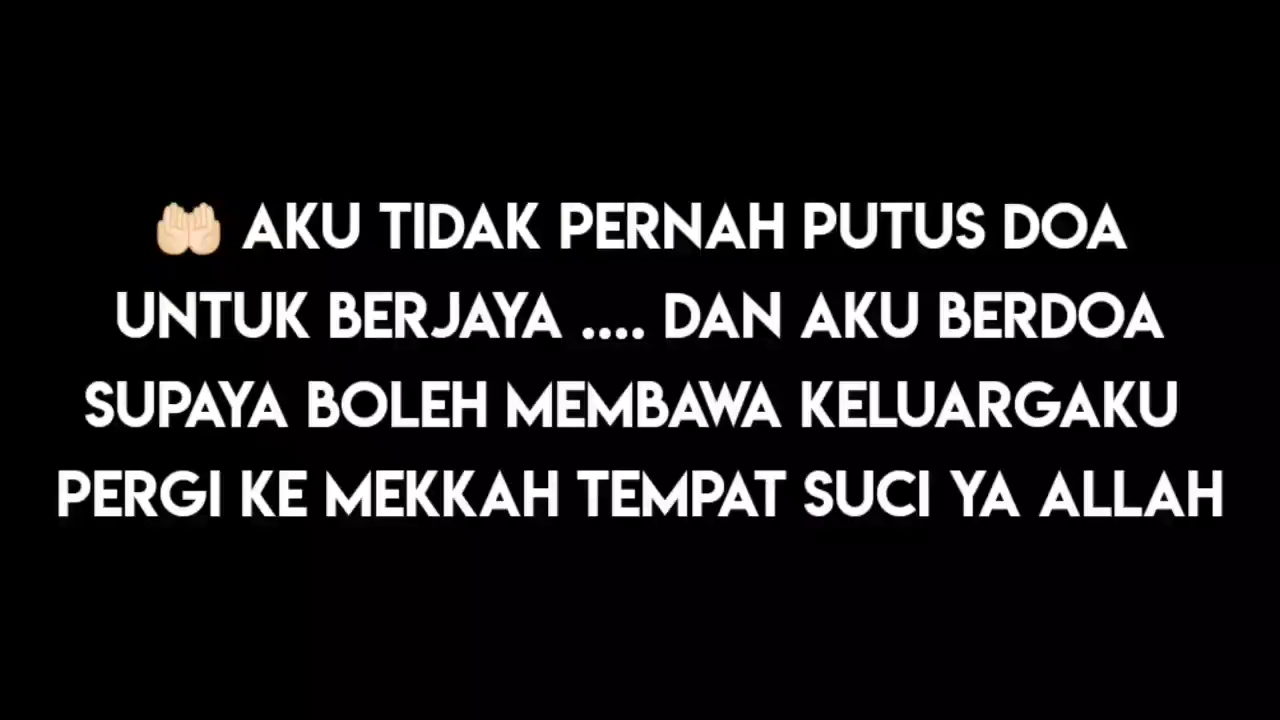 🤲🏻 AKU TIDAK PERNAH PUTUS DOA
UNTUK BERJAYA .... DAN AKU BERDOA
SUPAYA BOLEH MEMBAWA KELUARGAKU
PERGI KE MEKKAH TEMPAT SUCI YA ALLAH